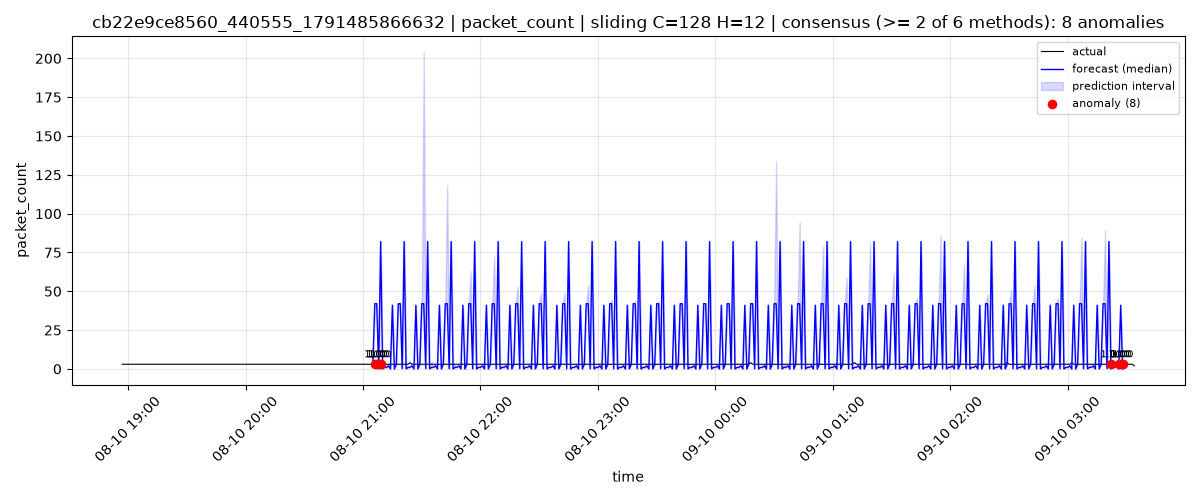 cb22e9ce8560_440555_1791485866632 | packet_count | sliding C=128 H=12 | consensus (>= 2 of 6 methods): 8 anomalies
actual
forecast (median)
prediction interval
anomaly (8)
packet_count
200
175
150
125
100
75
50
25
0
08-10 19:00
08-10 20:00
08-10 21:00
08-10 22:00
08-10 23:00
09-10 00:00
09-10 01:00
09-10 02:00
09-10 03:00
time